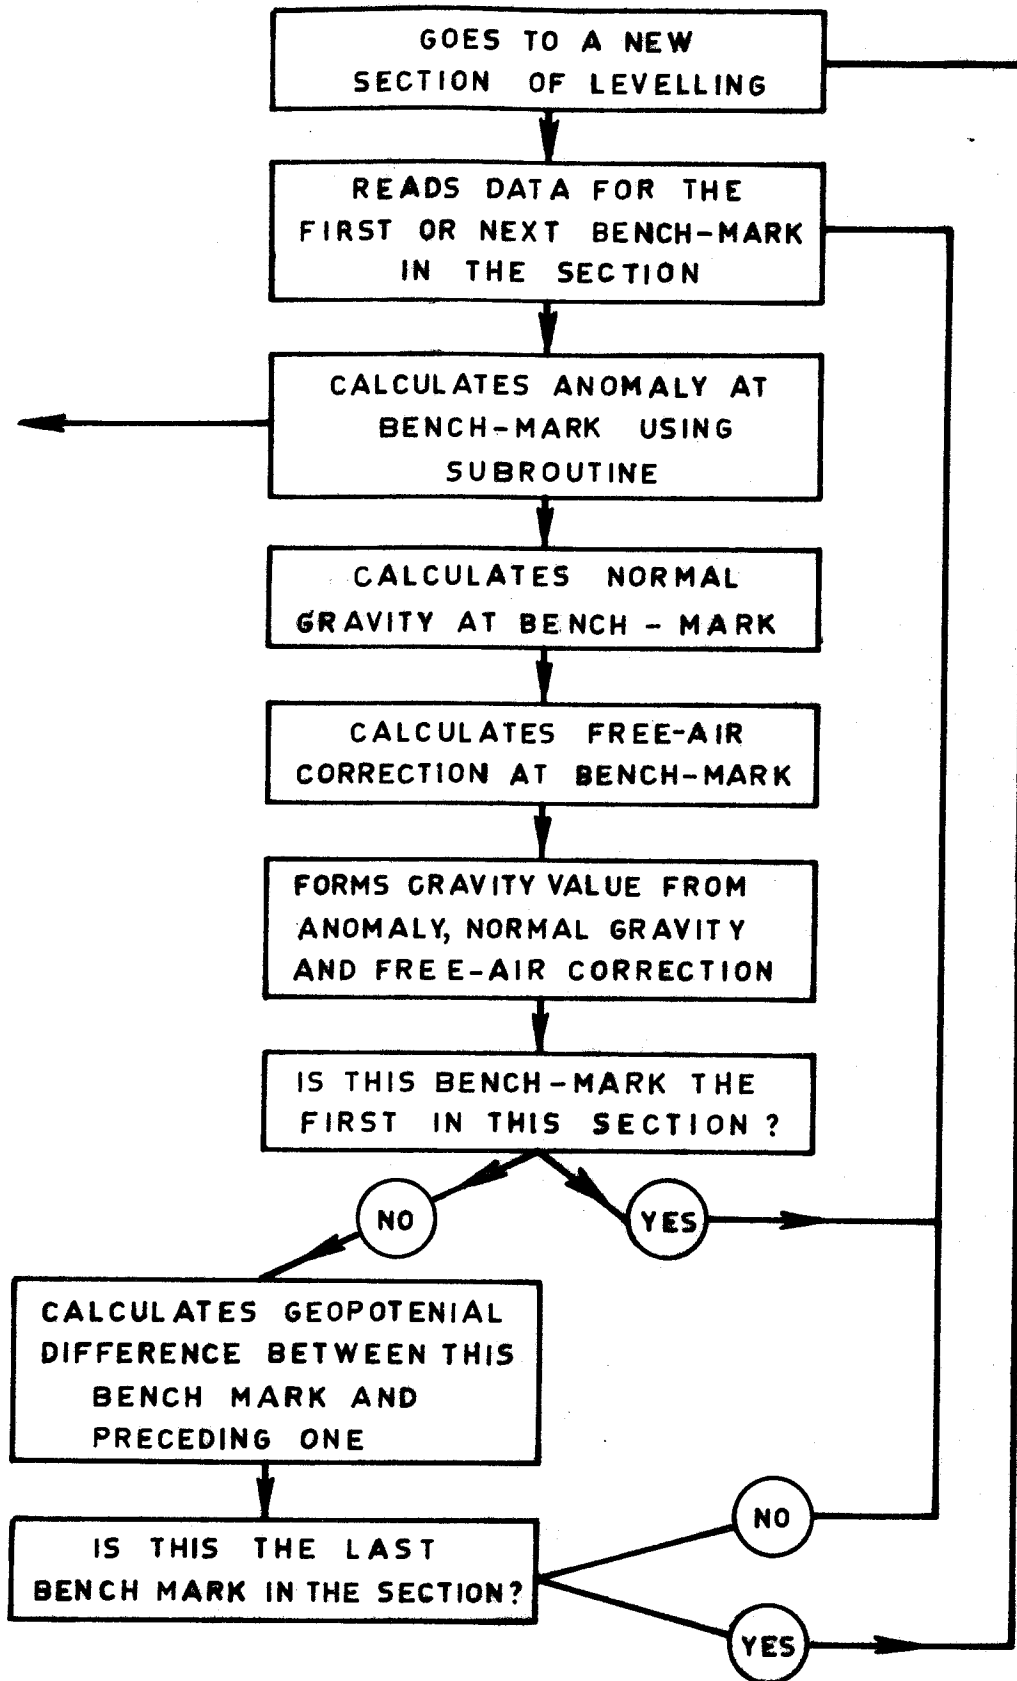 GOES TO A NEW
SECTION OF LEVELLING
READS DATA FOR THE
FIRST OR NEXT BENCH-MARK
IN THE SECTION
CALCULATES ANOMALY AT
BENCH-MARK USING
SUBROUTINE
CALCULATES NORMAL
GRAVITY AT BENCH - MARK
CALCULATES FREE-AIR
CORRECTION AT BENCH-MARK
FORMS GRAVITY VALUE FROM
ANOMALY, NORMAL GRAVITY
AND FREE-AIR CORRECTION
IS THIS BENCH-MARK THE
FIRST IN THIS SECTION ?
NO
YES
CALCULATES GEOPOTENIAL
DIFFERENCE BETWEEN THIS
BENCH MARK AND
PRECEDING ONE
NO
IS THIS THE LAST
BENCH MARK IN THE SECTION?
YES